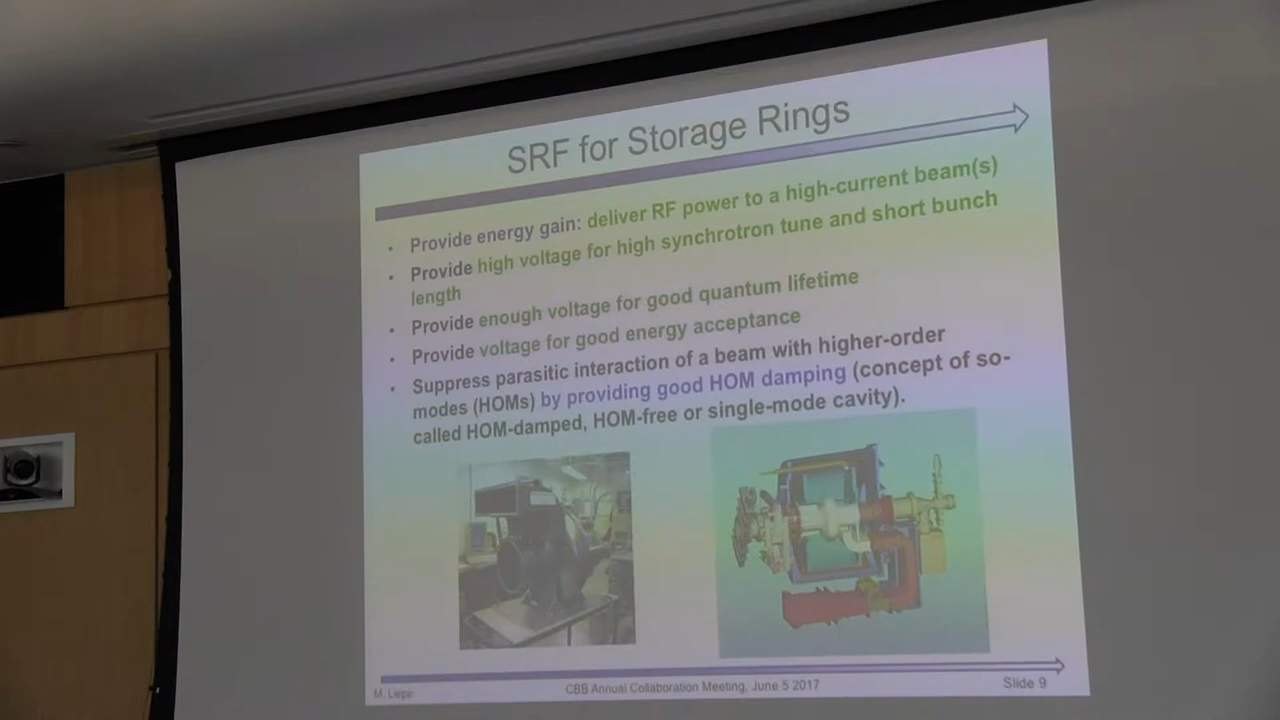 SRF for Storage Rings
• Provide energy gain: deliver RF power to a high-current beam(s)
• Provide high voltage for high synchrotron tune and short bunch
length
• Provide enough voltage for good quantum lifetime
• Provide voltage for good energy acceptance
• Suppress parasitic interaction of a beam with higher-order
modes (HOMs) by providing good HOM damping (concept of so-
called HOM-damped, HOM-free or single-mode cavity).
M. Liepe
CBB Annual Collaboration Meeting, June 5 2017
Slide 9